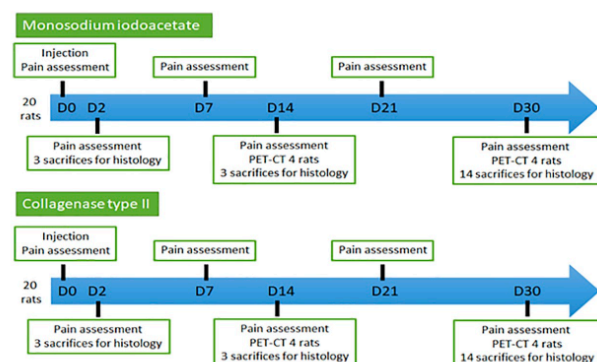 Monosodium iodoacetate
Injection
Pain assessment
Pain assessment
Pain assessment
20
rats
D0
D2
D7
D14
D21
D30
Pain assessment
3 sacrifices for histology
Pain assessment
PET-CT 4 rats
3 sacrifices for histology
Pain assessment
PET-CT 4 rats
14 sacrifices for histology
Collagenase type II
Injection
Pain assessment
Pain assessment
Pain assessment
20
rats
D0
D2
D7
D14
D21
D30
Pain assessment
3 sacrifices for histology
Pain assessment
PET-CT 4 rats
3 sacrifices for histology
Pain assessment
PET-CT 4 rats
14 sacrifices for histology